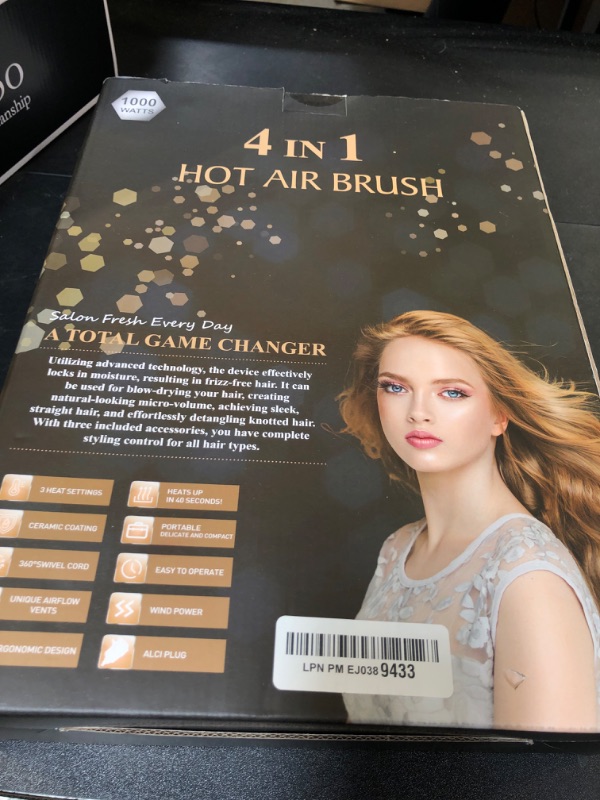 anship
1000
WATTS
4 IN 1
HOT AIR BRUSH
Salon Fresh Every Day
A TOTAL GAME CHANGER
Utilizing advanced technology, the device effectively
locks in moisture, resulting in frizz-free hair. It can
be used for blow-drying your hair, creating
natural-looking micro-volume, achieving sleek,
straight hair, and effortlessly detangling knotted hair.
With three included accessories, you have complete
styling control for all hair types.
3 HEAT SETTINGS
HEATS UP
IN 40 SECONDS!
CERAMIC COATING
PORTABLE
DELICATE AND COMPACT
360°SWIVEL CORD
EASY TO OPERATE
UNIQUE AIRFLOW
VENTS
WIND POWER
RGONOMIC DESIGN
ALCI PLUG
LPN PM EJ038 9433